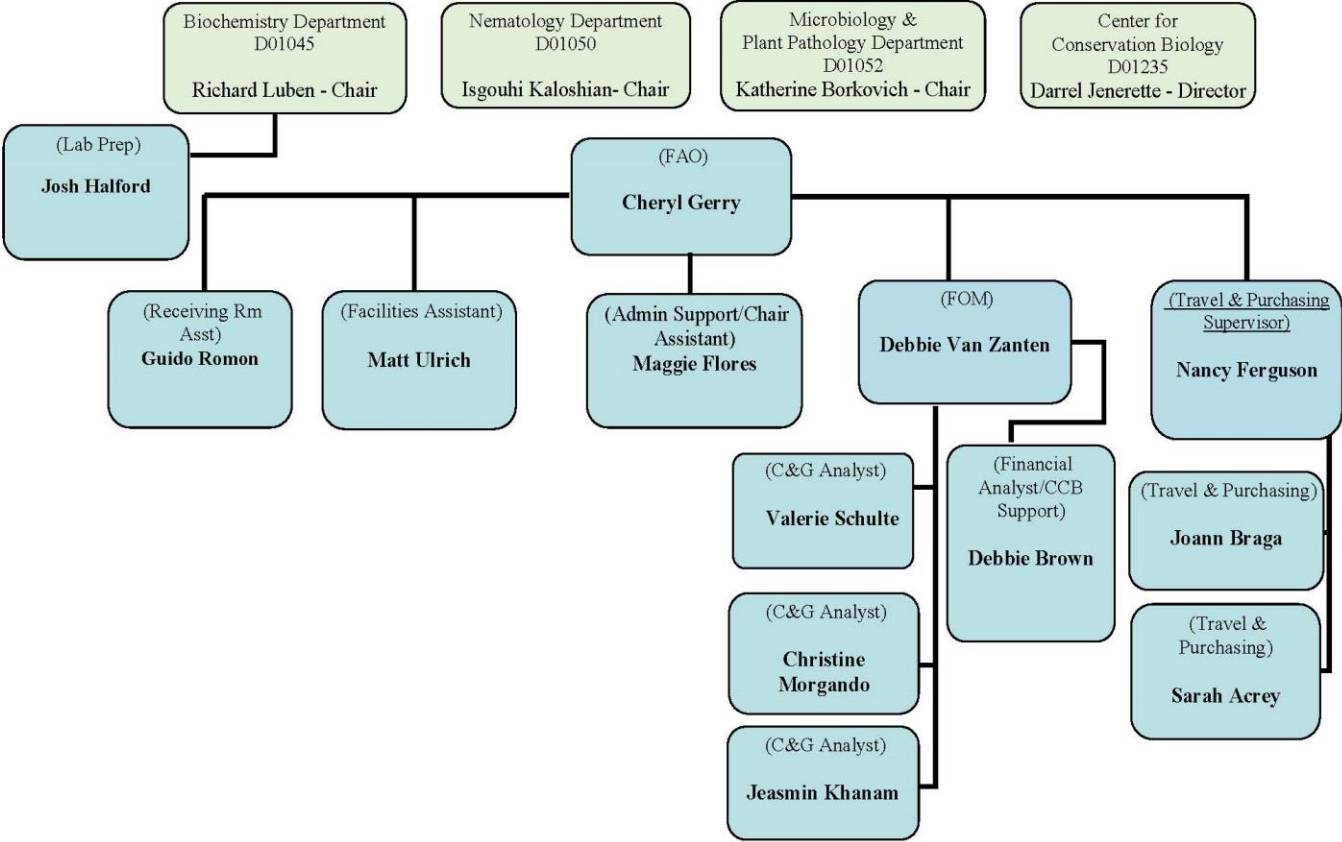 Biochemistry Department
D01045
Richard Luben - Chair
Nematology Department
D01050
Isgouhi Kaloshian- Chair
Microbiology &
Plant Pathology Department
D01052
Katherine Borkovich - Chair
Center for
Conservation Biology
D01235
Darrel Jenerette - Director
(Lab Prep)
Josh Halford
(FAO)
Cheryl Gerry
(Receiving Rm
Asst)
Guido Romon
(Facilities Assistant)
Matt Ulrich
(Admin Support/Chair
Assistant)
Maggie Flores
(FOM)
Debbie Van Zanten
(Travel & Purchasing
Supervisor)
Nancy Ferguson
(C&G Analyst)
Valerie Schulte
(Financial
Analyst/CCB
Support)
Debbie Brown
(Travel & Purchasing)
Joann Braga
(C&G Analyst)
Christine
Morgando
(Travel &
Purchasing)
Sarah Acrey
(C&G Analyst)
Jeasmin Khanam